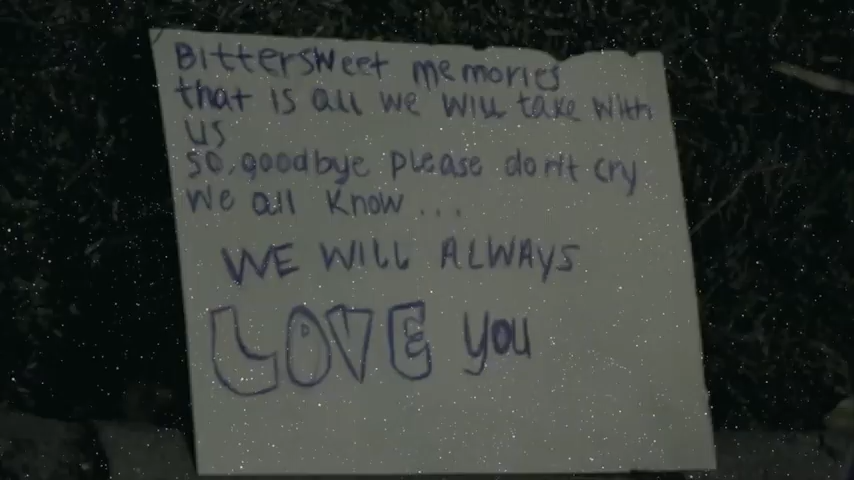 Bittersweet memories
that is all we will take with
us
so, goodbye please don't cry
we all know...
WE WILL ALWAYS
LOVE you